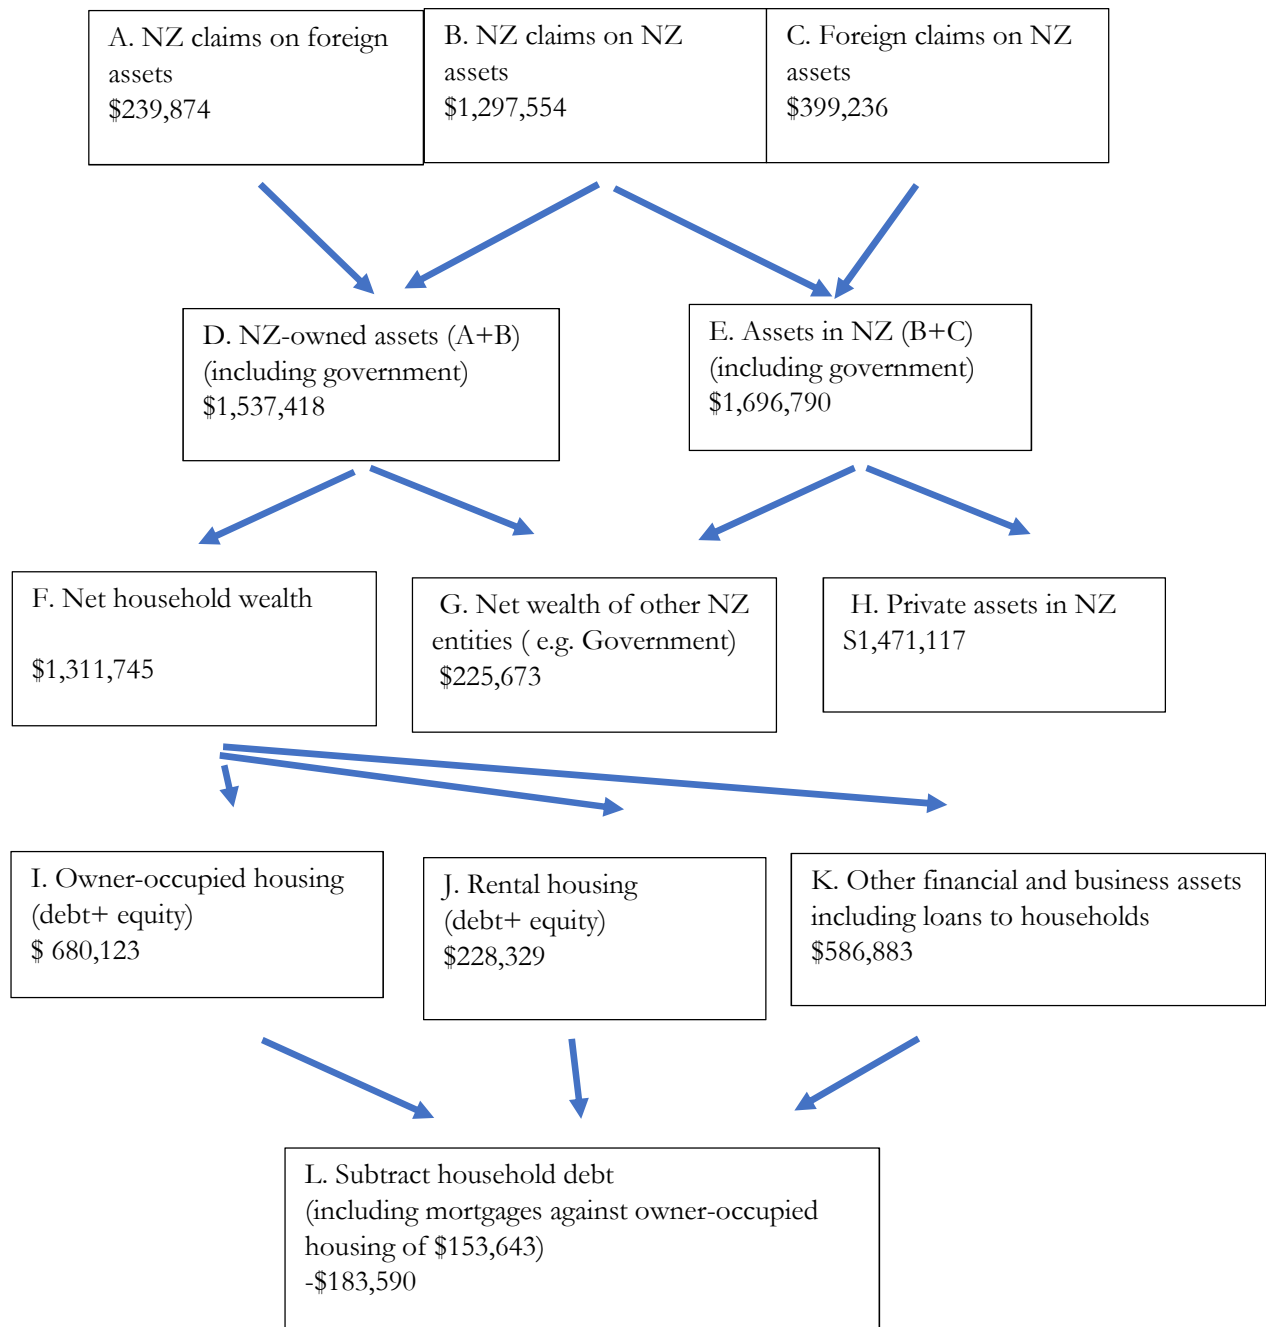 A. NZ claims on foreign
assets
$239,874
B. NZ claims on NZ
assets
$1,297,554
C. Foreign claims on NZ
assets
$399,236
D. NZ-owned assets (A+B)
(including government)
$1,537,418
E. Assets in NZ (B+C)
(including government)
$1,696,790
F. Net household wealth
$1,311,745
G. Net wealth of other NZ
entities ( e.g. Government)
$225,673
H. Private assets in NZ
S1,471,117
I. Owner-occupied housing
(debt+ equity)
$ 680,123
J. Rental housing
(debt+ equity)
$228,329
K. Other financial and business assets
including loans to households
$586,883
L. Subtract household debt
(including mortgages against owner-occupied
housing of $153,643)
-$183,590